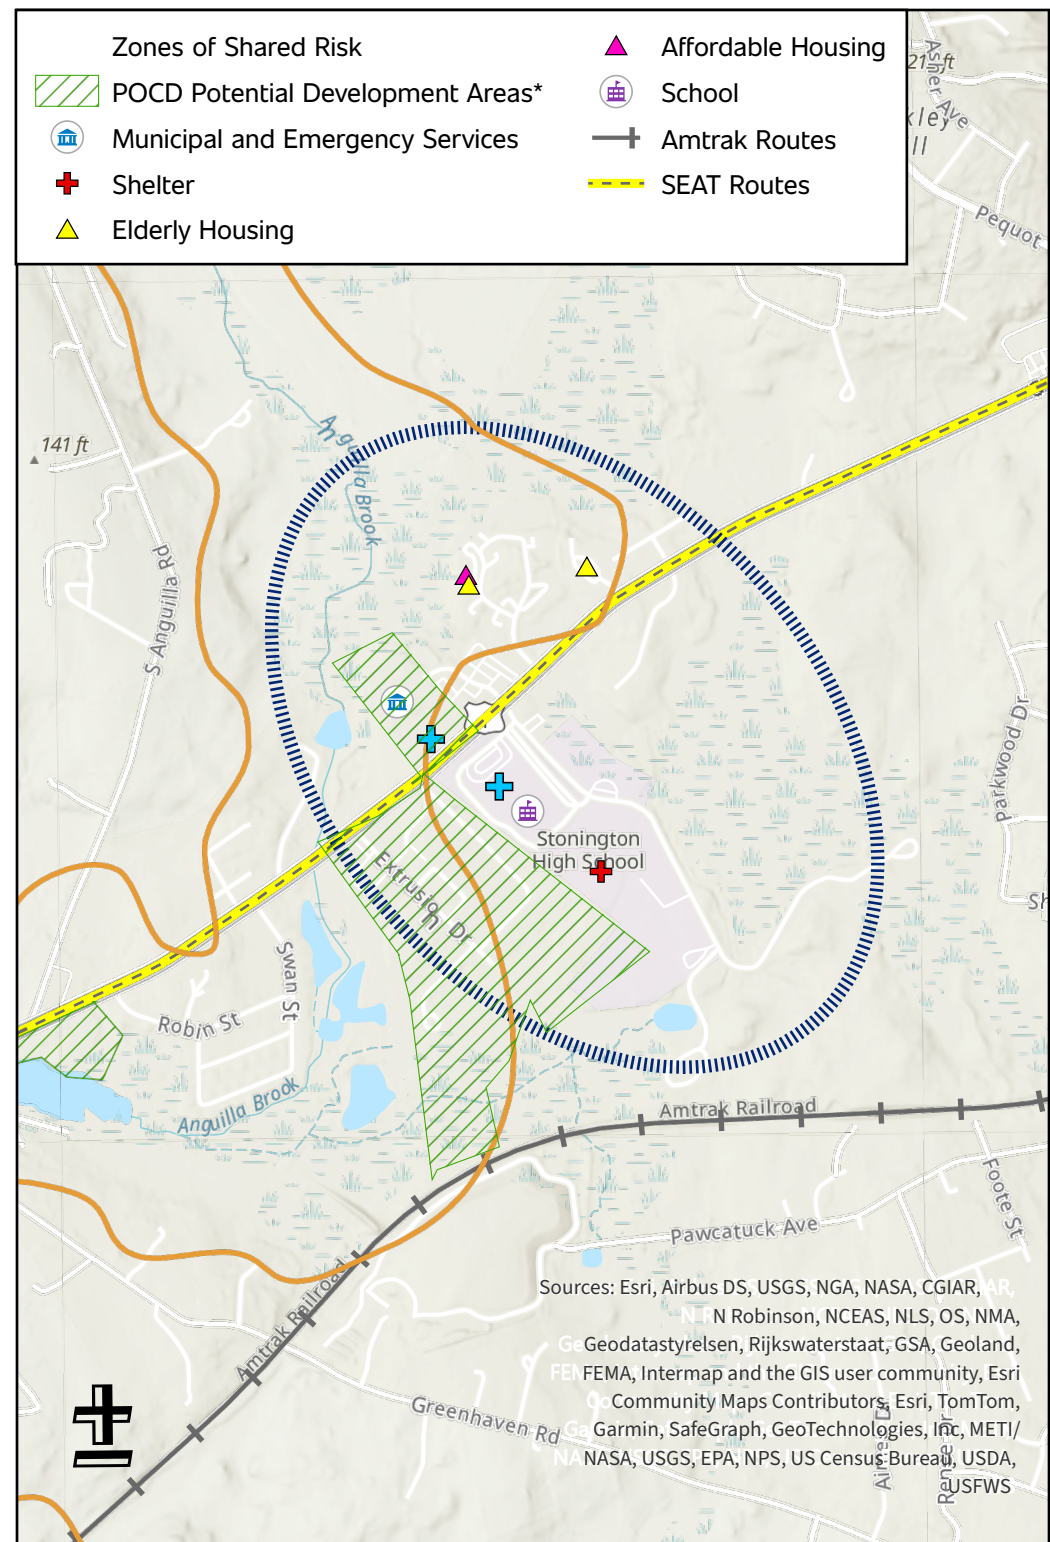 Zones of Shared Risk
POCD Potential Development Areas*
Municipal and Emergency Services
Shelter
Elderly Housing
Affordable Housing
School
Amtrak Routes
SEAT Routes
Asher Ave
Pequot
141 ft
Anguilla Brook
S Anguilla Rd
Parkwood Dr
Stonington
High School
Extrusion Dr
Swan St
Robin St
Anguilla Brook
Amtrak Railroad
Foote St
Pawcatuck Ave
Amtrak Railroad
Greenhaven Rd
Sources: Esri, Airbus DS, USGS, NGA, NASA, CGIAR,
N Robinson, NCEAS, NLS, OS, NMA,
Geodatastyrelsen, Rijkswaterstaat, GSA, Geoland,
FEMA, Intermap and the GIS user community, Esri
Community Maps Contributors, Esri, TomTom,
Garmin, SafeGraph, GeoTechnologies, Inc, METI/
NASA, USGS, EPA, NPS, US Census Bureau, USDA,
USFWS